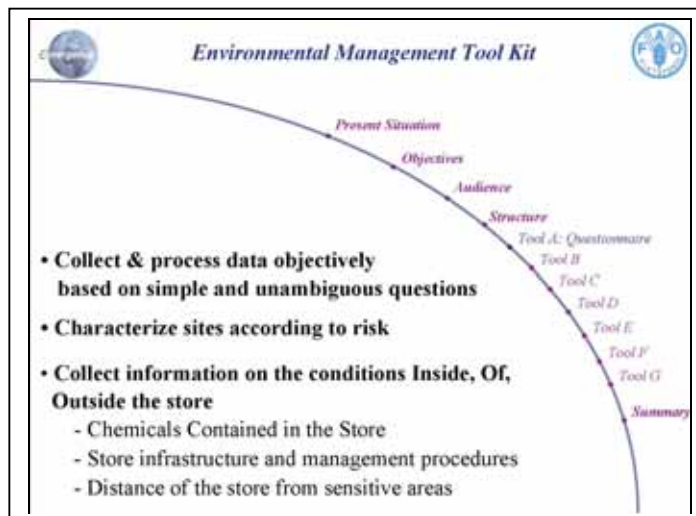 Environmental Management Tool Kit
F A O
Present Situation
Objectives
Audience
Structure
Tool A: Questionnaire
Tool B
Tool C
Tool D
Tool E
Tool F
Tool G
Summary
• Collect & process data objectively
based on simple and unambiguous questions
• Characterize sites according to risk
• Collect information on the conditions Inside, Of,
Outside the store
- Chemicals Contained in the Store
- Store infrastructure and management procedures
- Distance of the store from sensitive areas